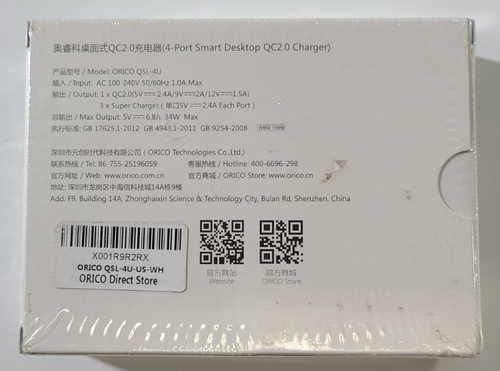 奥睿科桌面式QC2.0充电器(4-Port Smart Desktop QC2.0 Charger)
产品型号 / Model: ORICO QSL-4U
输入 / Input: AC 100-240V 50/60Hz 1.0A Max
输出 / Output: 1 x QC2.0(5V⎓2.4A/9V⎓2A/12V⎓1.5A)
3 x Super Charger ( 单口5V⎓2.4A Each Port )
总输出 / Max Output: 5V⎓6.8A 34W Max
执行标准: GB 17625.1-2012 GB 4943.1-2011 GB 9254-2008
深圳市元创时代科技有限公司 ( ORICO Technologies Co., Ltd )
联系热线 / Tel: 86-755-25196059 客服热线 / Hotline: 400-6696-298
官方网站 / Web: www.orico.com.cn 官方商城 / ORICO Store: www.orico.cn
地址: 深圳市龙岗区中海信科技城14A栋9楼
Add: F9, Building 14A, Zhonghaixin Science & Technology City, Bulan Rd, Shenzhen, China
X001R9R2RX
ORICO QSL-4U-US-WH
ORICO Direct Store
官方网站
Website
官方商城
ORICO Store